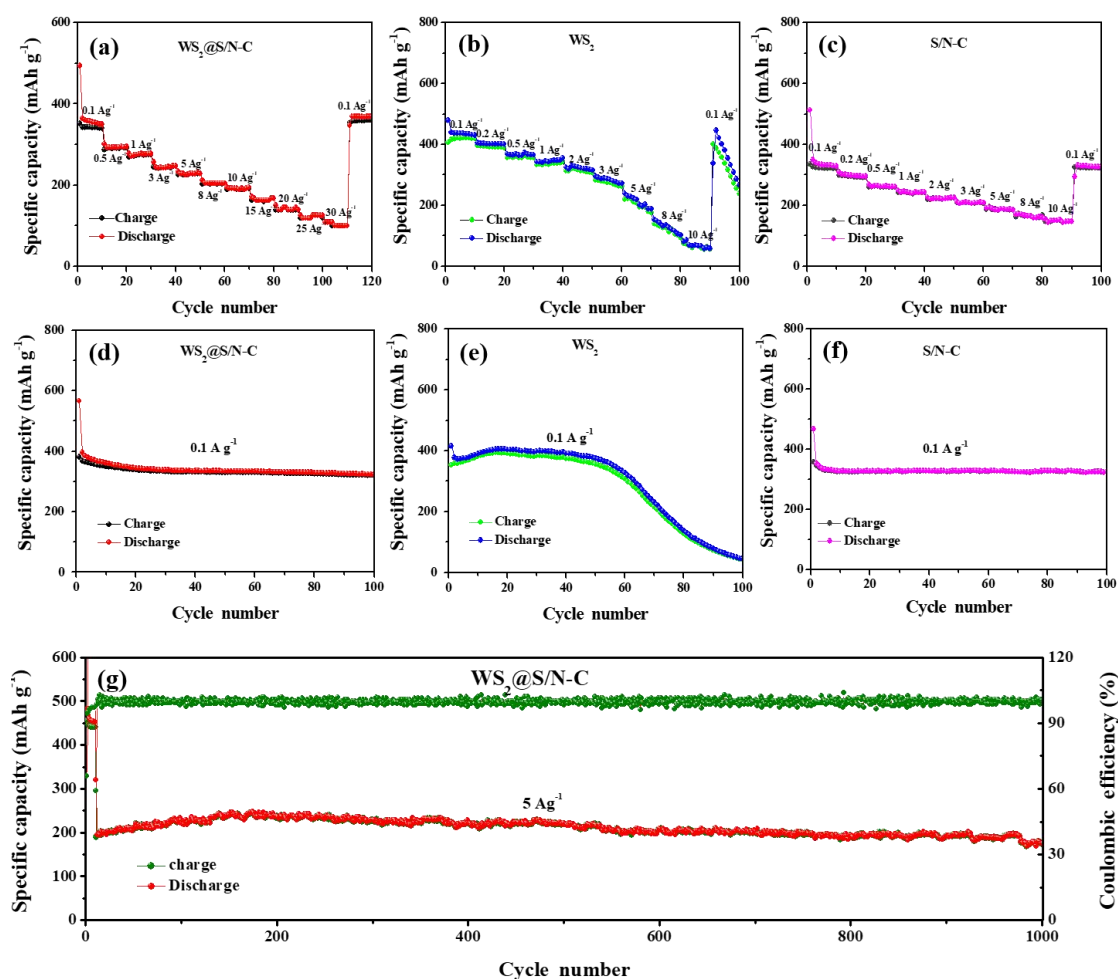 (a) WS₂@S/N-C
600
400
200
0
0 20 40 60 80 100 120
Specific capacity (mAh g⁻¹)
Cycle number
0.1 Ag⁻¹
0.5 Ag⁻¹
1 Ag⁻¹
3 Ag⁻¹
5 Ag⁻¹
8 Ag⁻¹
10 Ag⁻¹
15 Ag⁻¹
20 Ag⁻¹
25 Ag⁻¹
30 Ag⁻¹
0.1 Ag⁻¹
Charge
Discharge
(b) WS₂
800
600
400
200
0
0 20 40 60 80 100
Specific capacity (mAh g⁻¹)
Cycle number
0.1 Ag⁻¹
0.2 Ag⁻¹
0.5 Ag⁻¹
1 Ag⁻¹
2 Ag⁻¹
3 Ag⁻¹
5 Ag⁻¹
8 Ag⁻¹
10 Ag⁻¹
0.1 Ag⁻¹
Charge
Discharge
(c) S/N-C
800
600
400
200
0
0 20 40 60 80 100
Specific capacity (mAh g⁻¹)
Cycle number
0.1 Ag⁻¹
0.2 Ag⁻¹
0.5 Ag⁻¹
1 Ag⁻¹
2 Ag⁻¹
3 Ag⁻¹
5 Ag⁻¹
8 Ag⁻¹
10 Ag⁻¹
0.1 Ag⁻¹
Charge
Discharge
(d) WS₂@S/N-C
800
600
400
200
0
0 20 40 60 80 100
Specific capacity (mAh g⁻¹)
Cycle number
0.1 A g⁻¹
Charge
Discharge
(e) WS₂
800
600
400
200
0
0 20 40 60 80 100
Specific capacity (mAh g⁻¹)
Cycle number
0.1 A g⁻¹
Charge
Discharge
(f) S/N-C
800
600
400
200
0
0 20 40 60 80 100
Specific capacity (mAh g⁻¹)
Cycle number
0.1 A g⁻¹
Charge
Discharge
(g) WS₂@S/N-C
600
500
400
300
200
100
0
0 200 400 600 800 1000
120
90
60
30
0
Specific capacity (mAh g⁻¹)
Coulombic efficiency (%)
Cycle number
5 Ag⁻¹
charge
Discharge